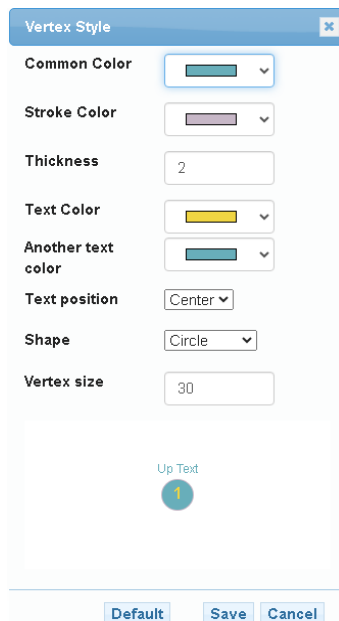 Vertex Style
Common Color
Stroke Color
Thickness
2
Text Color
Another text
color
Text position
Center
Shape
Circle
Vertex size
30
Up Text
1
Default
Save
Cancel